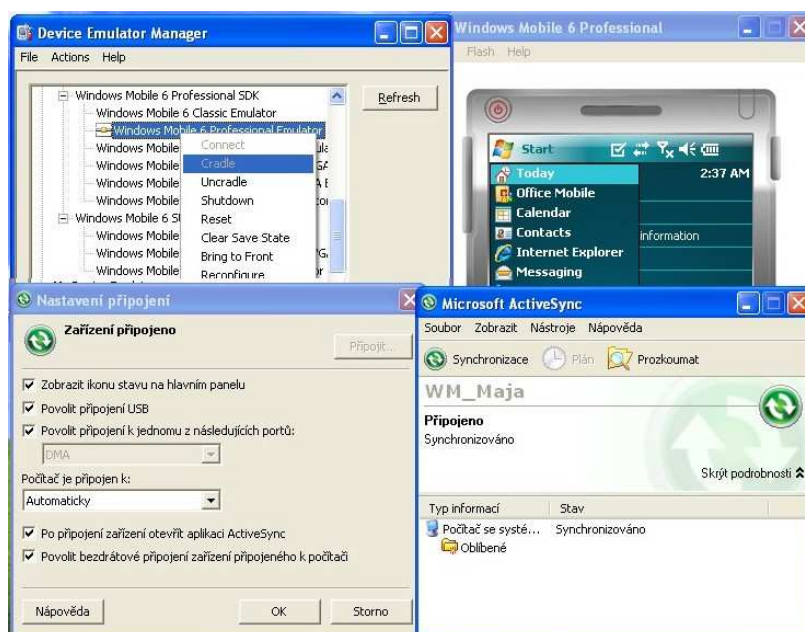 Device Emulator Manager
File Actions Help
Windows Mobile 6 Professional SDK
Windows Mobile 6 Classic Emulator
Windows Mobile 6 Professional Emulator
Windows Mobile
Windows Mobile
Windows Mobile
Windows Mobile
Windows Mobile 6 S
Windows Mobile
Windows Mobile
Windows Mobile
Refresh
Connect
Cradle
Uncradle
Shutdown
Reset
Clear Save State
Bring to Front
Reconfigure
Windows Mobile 6 Professional
Flash Help
Start
2:37 AM
Today
Office Mobile
Calendar
Contacts
Internet Explorer
Messaging
information
Nastavení připojení
Zařízení připojeno
Připojit...
Zobrazit ikonu stavu na hlavním panelu
Povolit připojení USB
Povolit připojení k jednomu z následujících portů:
DMA
Počítač je připojen k:
Automaticky
Po připojení zařízení otevřít aplikaci ActiveSync
Povolit bezdrátové připojení zařízení připojeného k počítači
Nápověda OK Storno
Microsoft ActiveSync
Soubor Zobrazit Nástroje Nápověda
Synchronizace Plán Prozkoumat
WM_Maja
Připojeno
Synchronizováno
Skrýt podrobnosti
Typ informací Stav
Počítač se systé... Synchronizováno
Oblíbené